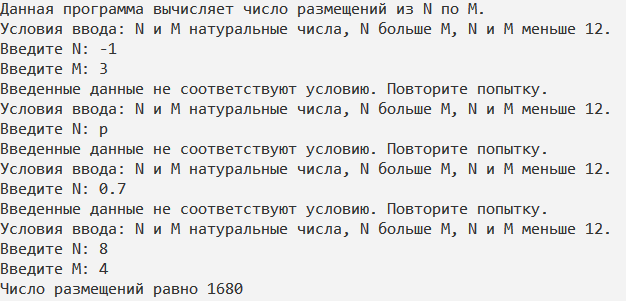 Данная программа вычисляет число размещений из N по M.
Условия ввода: N и M натуральные числа, N больше M, N и M меньше 12.
Введите N: -1
Введите M: 3
Введенные данные не соответствуют условию. Повторите попытку.
Условия ввода: N и M натуральные числа, N больше M, N и M меньше 12.
Введите N: p
Введенные данные не соответствуют условию. Повторите попытку.
Условия ввода: N и M натуральные числа, N больше M, N и M меньше 12.
Введите N: 0.7
Введенные данные не соответствуют условию. Повторите попытку.
Условия ввода: N и M натуральные числа, N больше M, N и M меньше 12.
Введите N: 8
Введите M: 4
Число размещений равно 1680